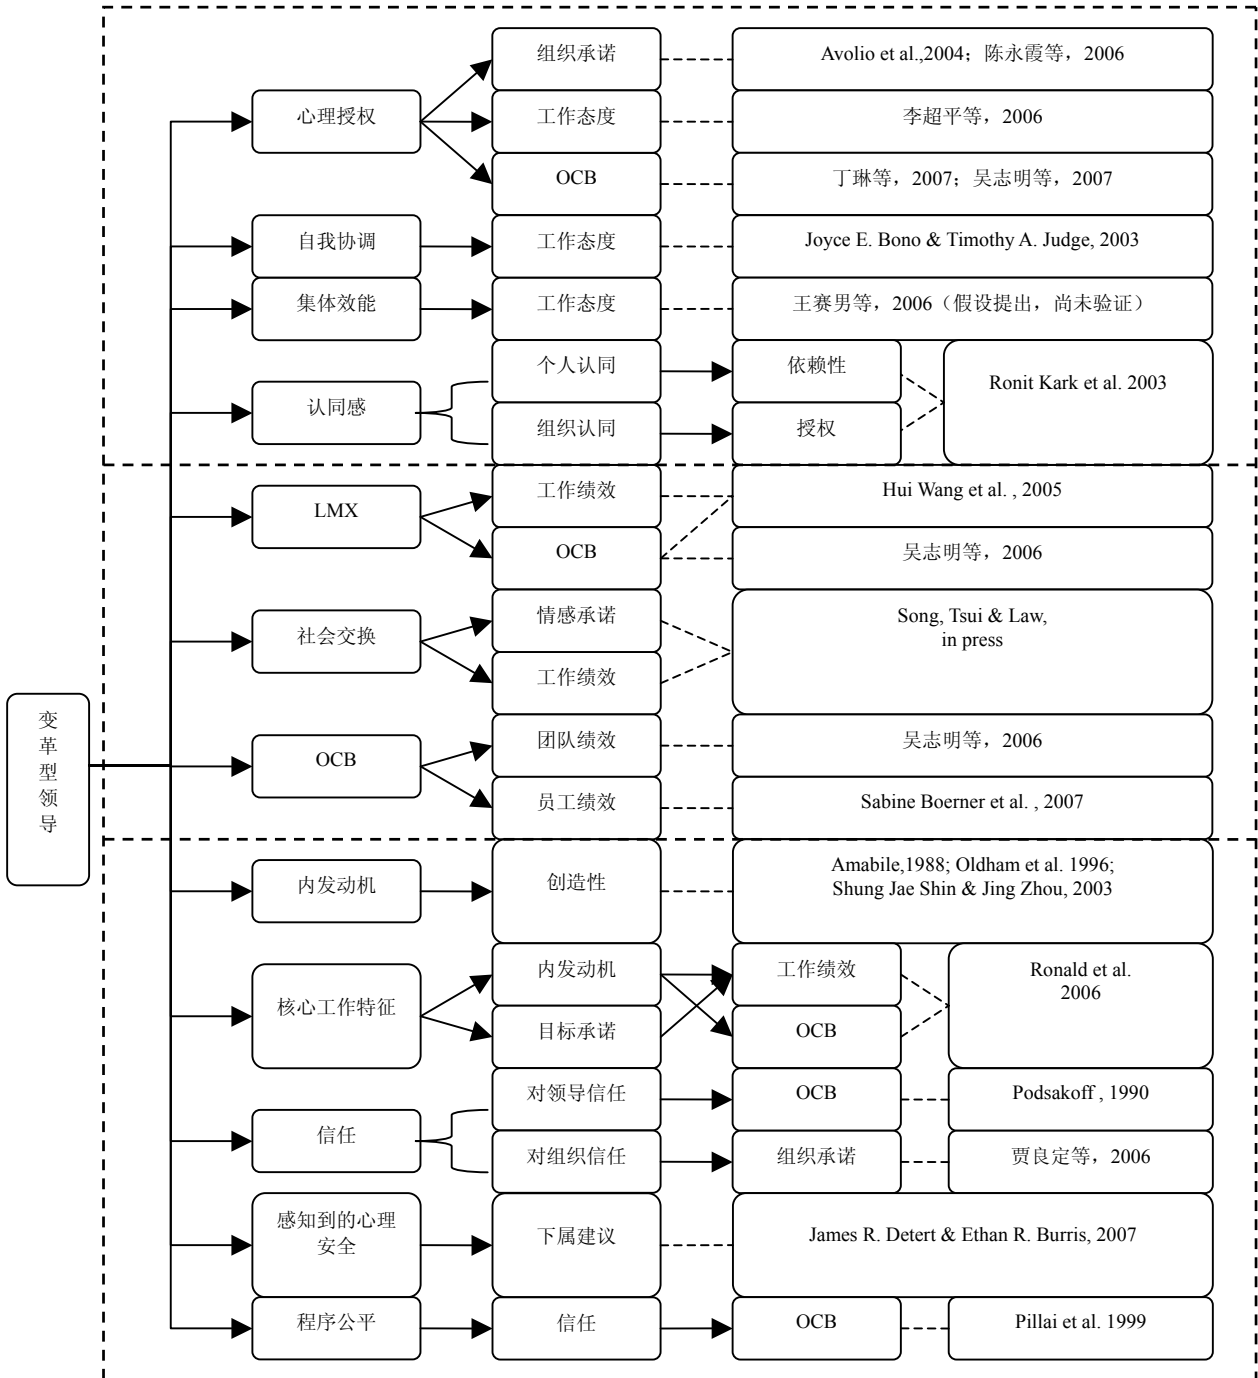 组织承诺
Avolio et al.,2004；陈永霞等，2006
心理授权
工作态度
李超平等，2006
OCB
丁琳等，2007；吴志明等，2007
自我协调
工作态度
Joyce E. Bono & Timothy A. Judge, 2003
集体效能
工作态度
王赛男等，2006（假设提出，尚未验证）
认同感
个人认同
依赖性
Ronit Kark et al. 2003
组织认同
授权
LMX
工作绩效
Hui Wang et al. , 2005
OCB
吴志明等，2006
社会交换
情感承诺
Song, Tsui & Law,
in press
工作绩效
变
革
型
领
导
OCB
团队绩效
吴志明等，2006
员工绩效
Sabine Boerner et al. , 2007
内发动机
创造性
Amabile,1988; Oldham et al. 1996;
Shung Jae Shin & Jing Zhou, 2003
核心工作特征
内发动机
工作绩效
Ronald et al.
2006
目标承诺
OCB
信任
对领导信任
OCB
Podsakoff , 1990
对组织信任
组织承诺
贾良定等，2006
感知到的心理
安全
下属建议
James R. Detert & Ethan R. Burris, 2007
程序公平
信任
OCB
Pillai et al. 1999